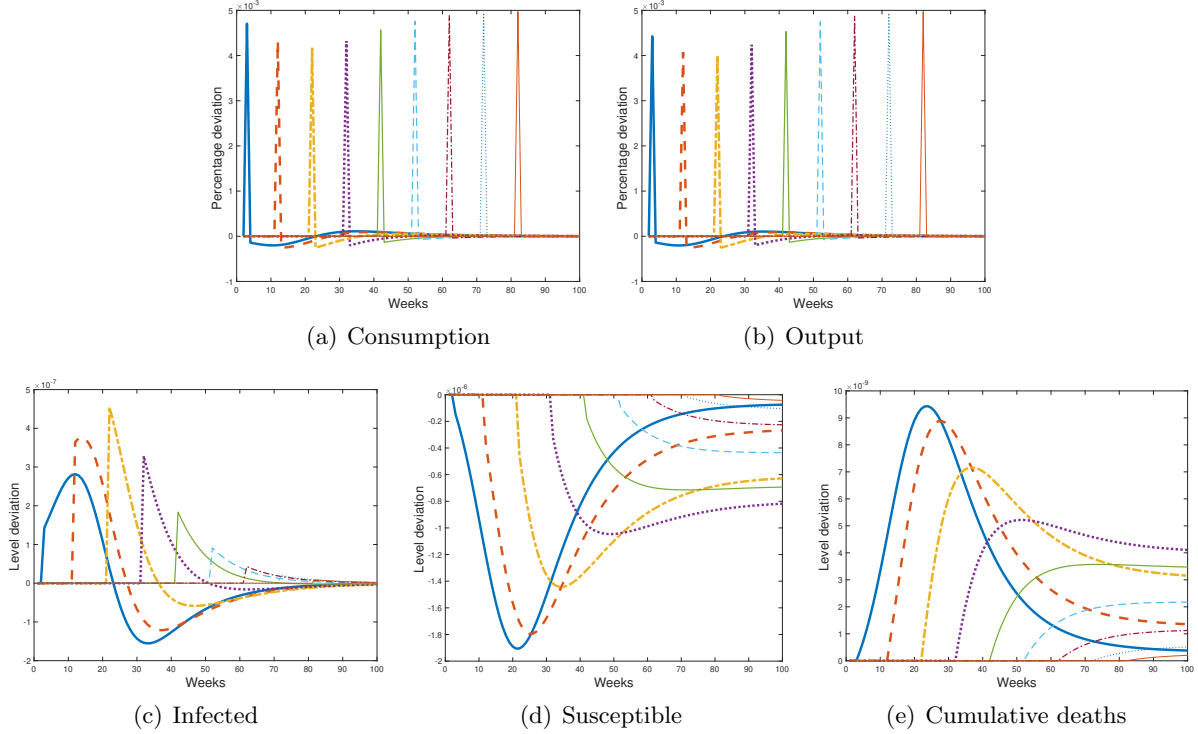 ×10⁻³
5
4
3
2
1
0
-1
Percentage deviation
0 10 20 30 40 50 60 70 80 90 100
Weeks
(a) Consumption
×10⁻³
5
4
3
2
1
0
-1
Percentage deviation
0 10 20 30 40 50 60 70 80 90 100
Weeks
(b) Output
×10⁻⁷
5
4
3
2
1
0
-1
-2
Level deviation
0 10 20 30 40 50 60 70 80 90 100
Weeks
(c) Infected
×10⁻⁶
0
-0.2
-0.4
-0.6
-0.8
-1
-1.2
-1.4
-1.6
-1.8
-2
Level deviation
0 10 20 30 40 50 60 70 80 90 100
Weeks
(d) Susceptible
×10⁻⁹
10
9
8
7
6
5
4
3
2
1
0
Level deviation
0 10 20 30 40 50 60 70 80 90 100
Weeks
(e) Cumulative deaths